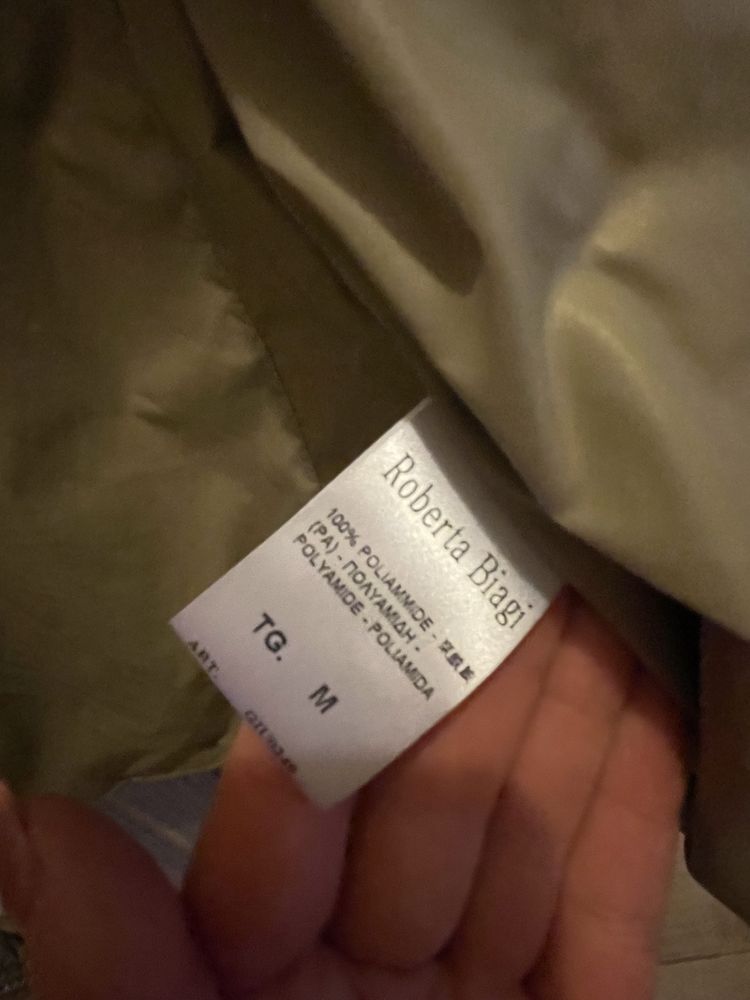 Roberta Biagi
100% POLIAMMIDE -
(PA) - ΠΟΛΥΑΜΙΔΗ -
POLYAMIDE - POLIAMIDA
TG. M
ART.